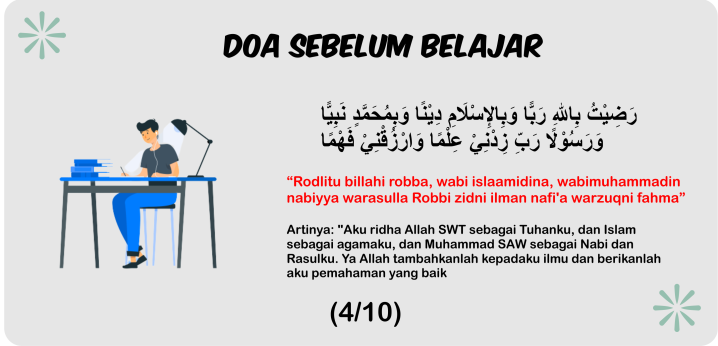 DOA SEBELUM BELAJAR
رَضِيْتُ بِاللهِ رَبًّا وَبِالإِسْلَامِ دِيْنًا وَبِمُحَمَّدٍ نَبِيًّا
وَرَسُوْلًا رَبِّ زِدْنِيْ عِلْمًا وَارْزُقْنِيْ فَهْمًا
“Rodlitu billahi robba, wabi islaamidina, wabimuhammadin
nabiyya warasulla Robbi zidni ilman nafi'a warzuqni fahma”
Artinya: "Aku ridha Allah SWT sebagai Tuhanku, dan Islam
sebagai agamaku, dan Muhammad SAW sebagai Nabi dan
Rasulku. Ya Allah tambahkanlah kepadaku ilmu dan berikanlah
aku pemahaman yang baik
(4/10)